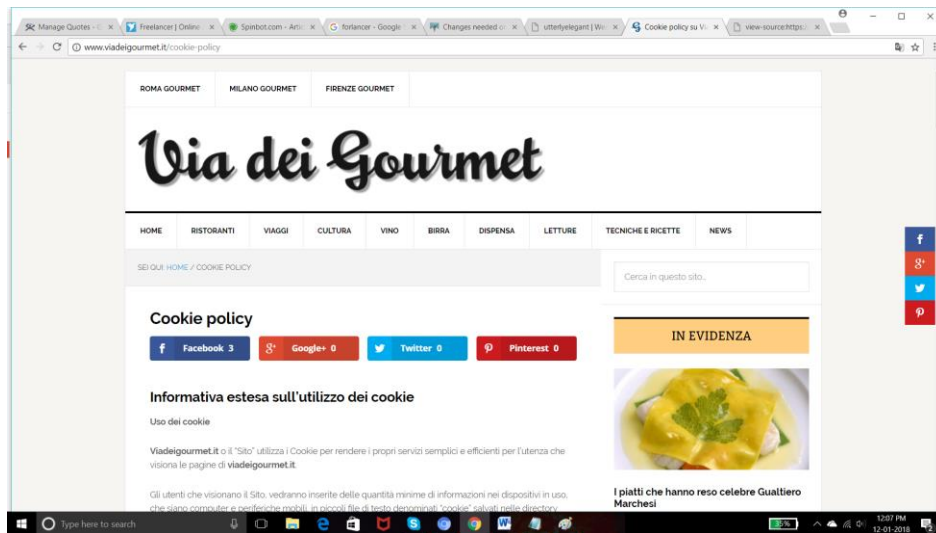 Manage Quotes -
Freelancer | Online
Spinbot.com - Artic
forlancer - Google
Changes needed o
utterlyelegant | We
Cookie policy su Vi
view-source:https:/
www.viadeigourmet.it/cookie-policy
ROMA GOURMET MILANO GOURMET FIRENZE GOURMET
Via dei Gourmet
HOME RISTORANTI VIAGGI CULTURA VINO BIRRA DISPENSA LETTURE TECNICHE E RICETTE NEWS
SEI QUI: HOME / COOKIE POLICY
Cerca in questo sito...
Cookie policy
Facebook 3 Google+ 0 Twitter 0 Pinterest 0
IN EVIDENZA
Informativa estesa sull'utilizzo dei cookie
Uso dei cookie
Viadeigourmet.it o il "Sito" utilizza i Cookie per rendere i propri servizi semplici e efficienti per l'utenza che
visiona le pagine di viadeigourmet.it.
Gli utenti che visionano il Sito, vedranno inserite delle quantità minime di informazioni nei dispositivi in uso,
che siano computer e periferiche mobili, in piccoli file di testo denominati "cookie" salvati nelle directory
I piatti che hanno reso celebre Gualtiero
Marchesi
Type here to search
35%
12:07 PM
12-01-2018